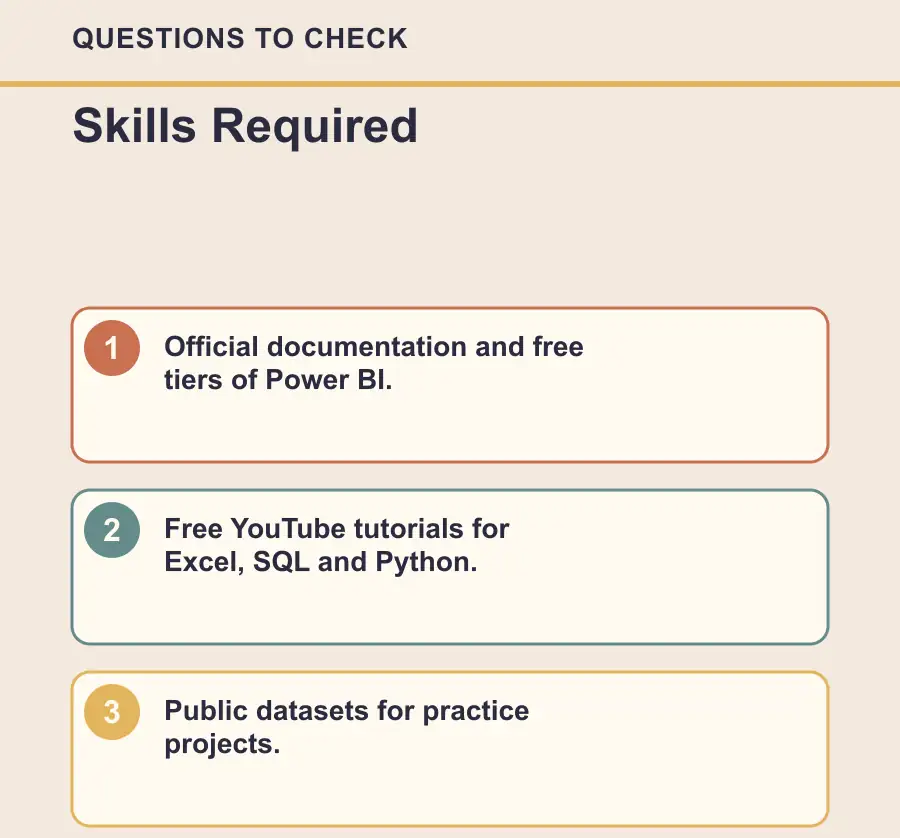 QUESTIONS TO CHECK
Skills Required
1
Official documentation and free
tiers of Power BI.
2
Free YouTube tutorials for
Excel, SQL and Python.
3
Public datasets for practice
projects.